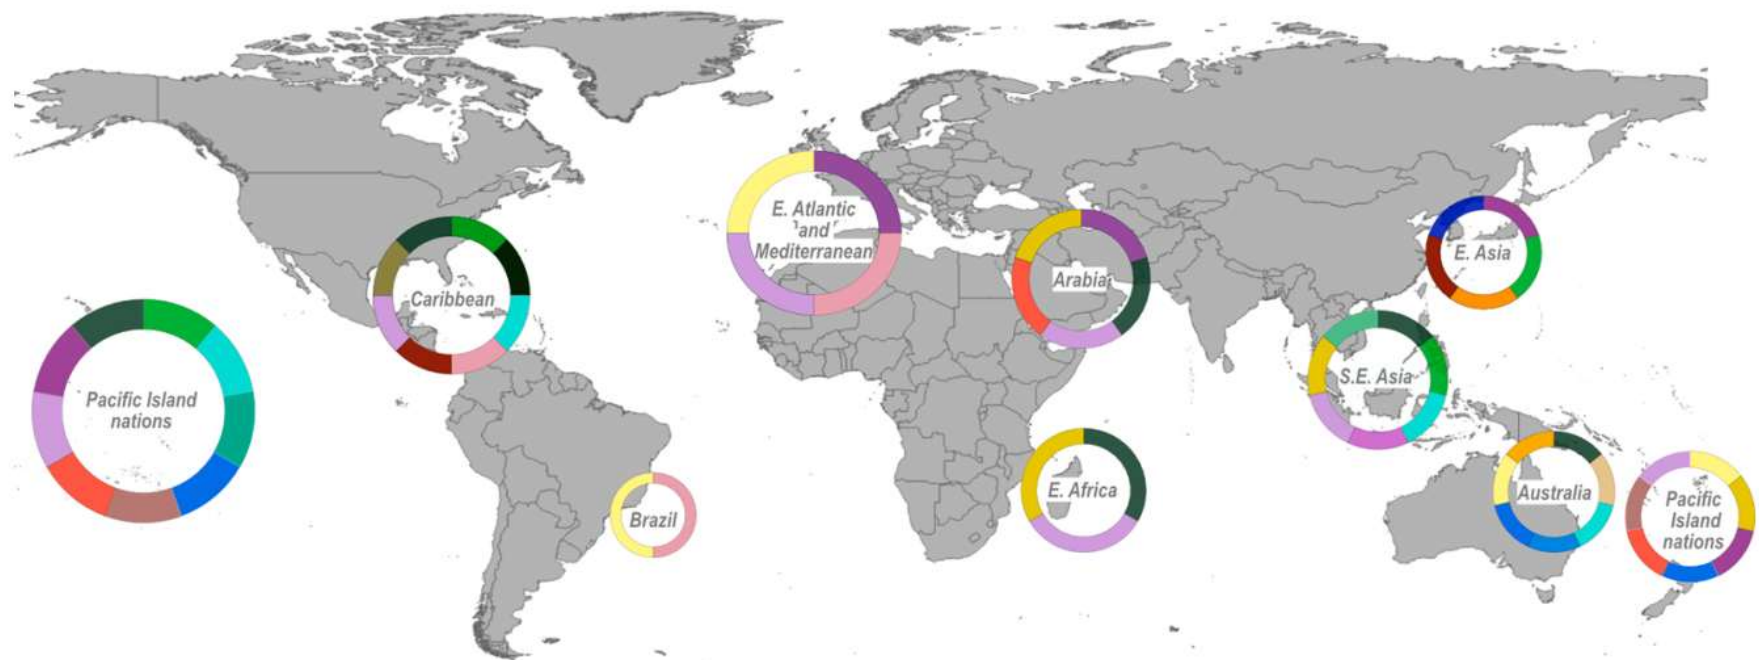 E. Atlantic
and
Mediterranean
E. Asia
Arabia
Caribbean
S.E. Asia
Pacific Island
nations
E. Africa
Australia
Pacific
Island
nations
Brazil